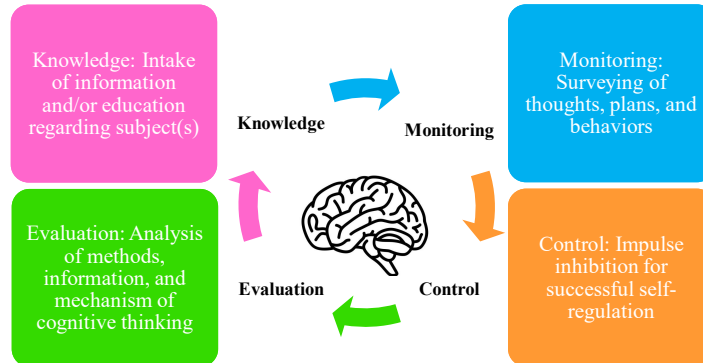 Knowledge: Intake
of information
and/or education
regarding subject(s)
Monitoring:
Surveying of
thoughts, plans, and
behaviors
Knowledge
Monitoring
Evaluation: Analysis
of methods,
information, and
mechanism of
cognitive thinking
Evaluation
Control
Control: Impulse
inhibition for
successful self-
regulation